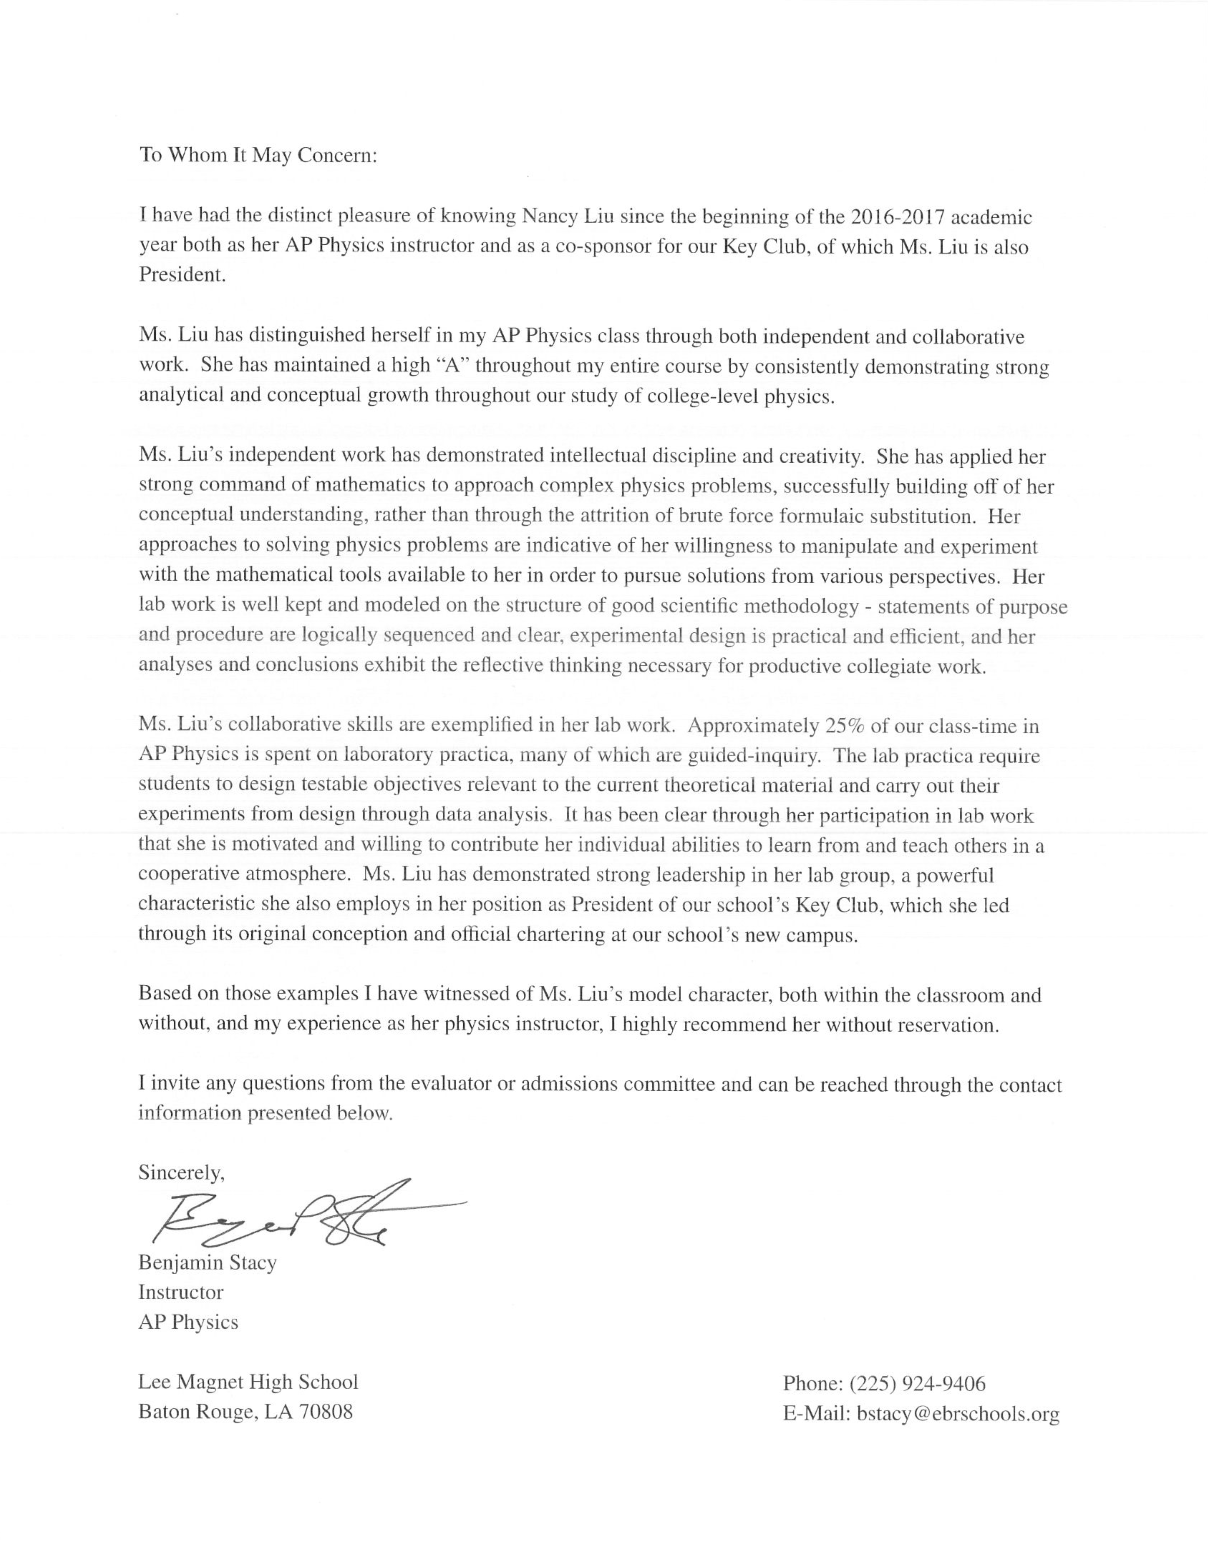 To Whom It May Concern:
I have had the distinct pleasure of knowing Nancy Liu since the beginning of the 2016-2017 academic
year both as her AP Physics instructor and as a co-sponsor for our Key Club, of which Ms. Liu is also
President.
Ms. Liu has distinguished herself in my AP Physics class through both independent and collaborative
work.  She has maintained a high “A” throughout my entire course by consistently demonstrating strong
analytical and conceptual growth throughout our study of college-level physics.
Ms. Liu’s independent work has demonstrated intellectual discipline and creativity.  She has applied her
strong command of mathematics to approach complex physics problems, successfully building off of her
conceptual understanding, rather than through the attrition of brute force formulaic substitution.  Her
approaches to solving physics problems are indicative of her willingness to manipulate and experiment
with the mathematical tools available to her in order to pursue solutions from various perspectives.  Her
lab work is well kept and modeled on the structure of good scientific methodology - statements of purpose
and procedure are logically sequenced and clear, experimental design is practical and efficient, and her
analyses and conclusions exhibit the reflective thinking necessary for productive collegiate work.
Ms. Liu’s collaborative skills are exemplified in her lab work.  Approximately 25% of our class-time in
AP Physics is spent on laboratory practica, many of which are guided-inquiry.  The lab practica require
students to design testable objectives relevant to the current theoretical material and carry out their
experiments from design through data analysis.  It has been clear through her participation in lab work
that she is motivated and willing to contribute her individual abilities to learn from and teach others in a
cooperative atmosphere.  Ms. Liu has demonstrated strong leadership in her lab group, a powerful
characteristic she also employs in her position as President of our school’s Key Club, which she led
through its original conception and official chartering at our school’s new campus.
Based on those examples I have witnessed of Ms. Liu’s model character, both within the classroom and
without, and my experience as her physics instructor, I highly recommend her without reservation.
I invite any questions from the evaluator or admissions committee and can be reached through the contact
information presented below.
Sincerely,
Benjamin Stacy
Instructor
AP Physics
Lee Magnet High School
Baton Rouge, LA 70808
Phone: (225) 924-9406
E-Mail: bstacy@ebrschools.org